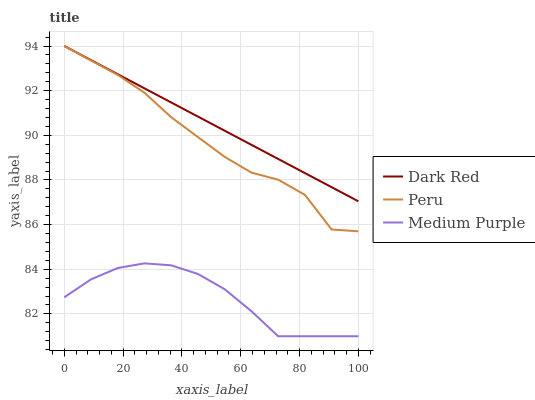 title
94
92
90
88
86
84
82
yaxis_label
0 20 40 60 80 100
xaxis_label
Dark Red
Peru
Medium Purple